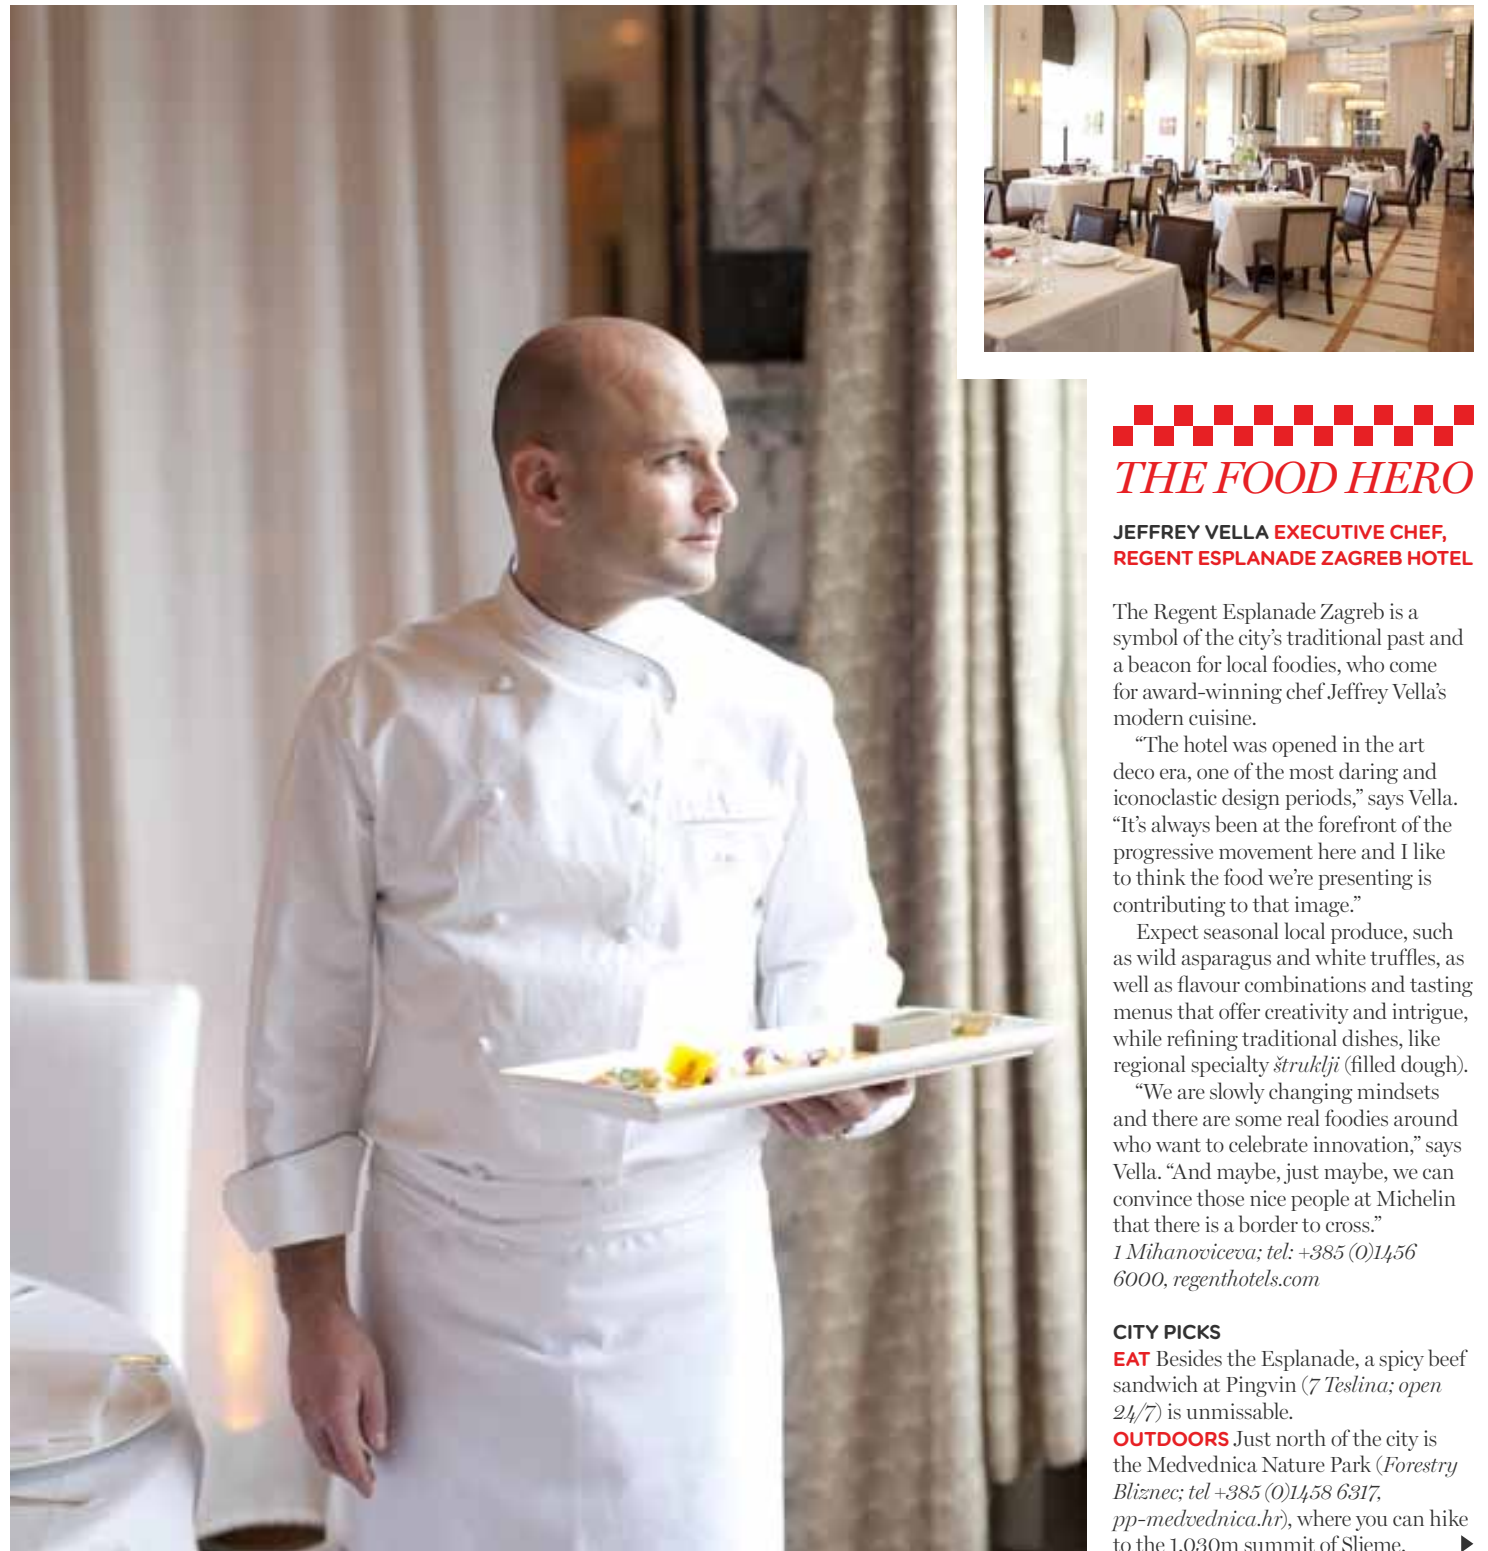 THE FOOD HERO
JEFFREY VELLA EXECUTIVE CHEF,
REGENT ESPLANADE ZAGREB HOTEL
The Regent Esplanade Zagreb is a
symbol of the city's traditional past and
a beacon for local foodies, who come
for award-winning chef Jeffrey Vella's
modern cuisine.
“The hotel was opened in the art
deco era, one of the most daring and
iconoclastic design periods,” says Vella.
“It's always been at the forefront of the
progressive movement here and I like
to think the food we're presenting is
contributing to that image.”
Expect seasonal local produce, such
as wild asparagus and white truffles, as
well as flavour combinations and tasting
menus that offer creativity and intrigue,
while refining traditional dishes, like
regional specialty štruklji (filled dough).
“We are slowly changing mindsets
and there are some real foodies around
who want to celebrate innovation,” says
Vella. “And maybe, just maybe, we can
convince those nice people at Michelin
that there is a border to cross.”
1 Mihanoviceva; tel: +385 (0)1456
6000, regenthotels.com
CITY PICKS
EAT Besides the Esplanade, a spicy beef
sandwich at Pingvin (7 Teslina; open
24/7) is unmissable.
OUTDOORS Just north of the city is
the Medvednica Nature Park (Forestry
Bliznec; tel +385 (0)1458 6317,
pp-medvednica.hr), where you can hike
to the 1,030m summit of Sljeme.